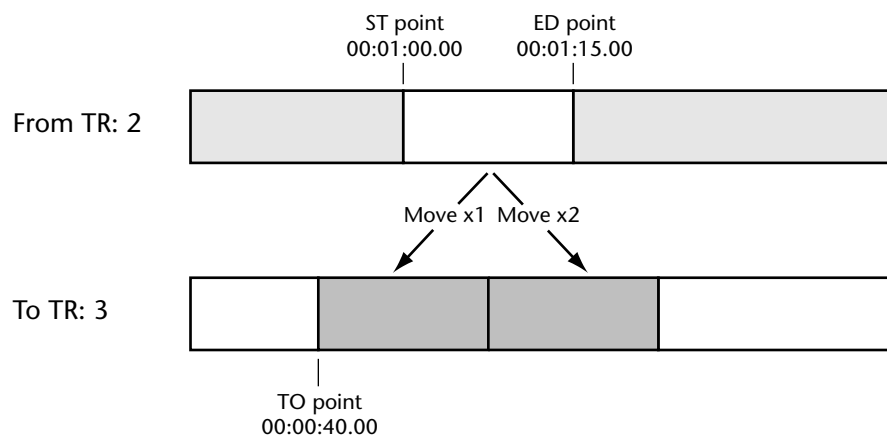 ST point
00:01:00.00
ED point
00:01:15.00
From TR: 2
Move x1
Move x2
To TR: 3
TO point
00:00:40.00